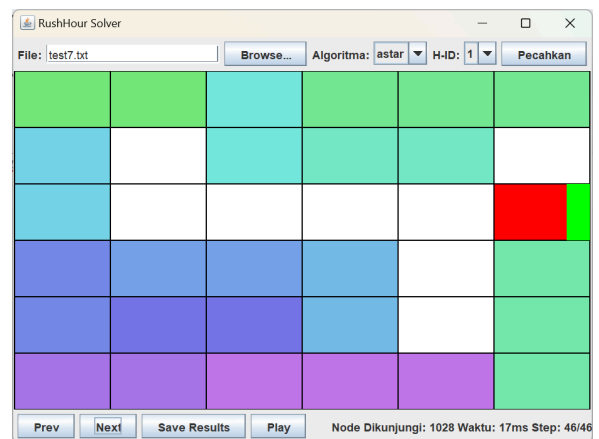 RushHour Solver
File: test7.txt Browse... Algoritma: astar H-ID: 1 Pecahkan
Prev Next Save Results Play Node Dikunjungi: 1028 Waktu: 17ms Step: 46/46